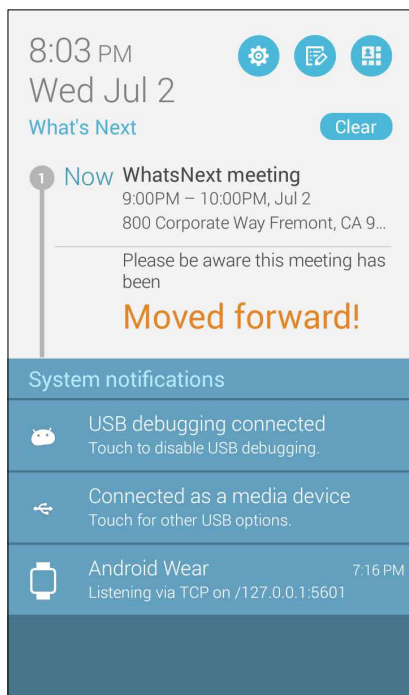 8:03 PM
Wed Jul 2
What's Next
Clear
1
Now
WhatsNext meeting
9:00PM – 10:00PM, Jul 2
800 Corporate Way Fremont, CA 9...
Please be aware this meeting has
been
Moved forward!
System notifications
USB debugging connected
Touch to disable USB debugging.
Connected as a media device
Touch for other USB options.
Android Wear
7:16 PM
Listening via TCP on /127.0.0.1:5601